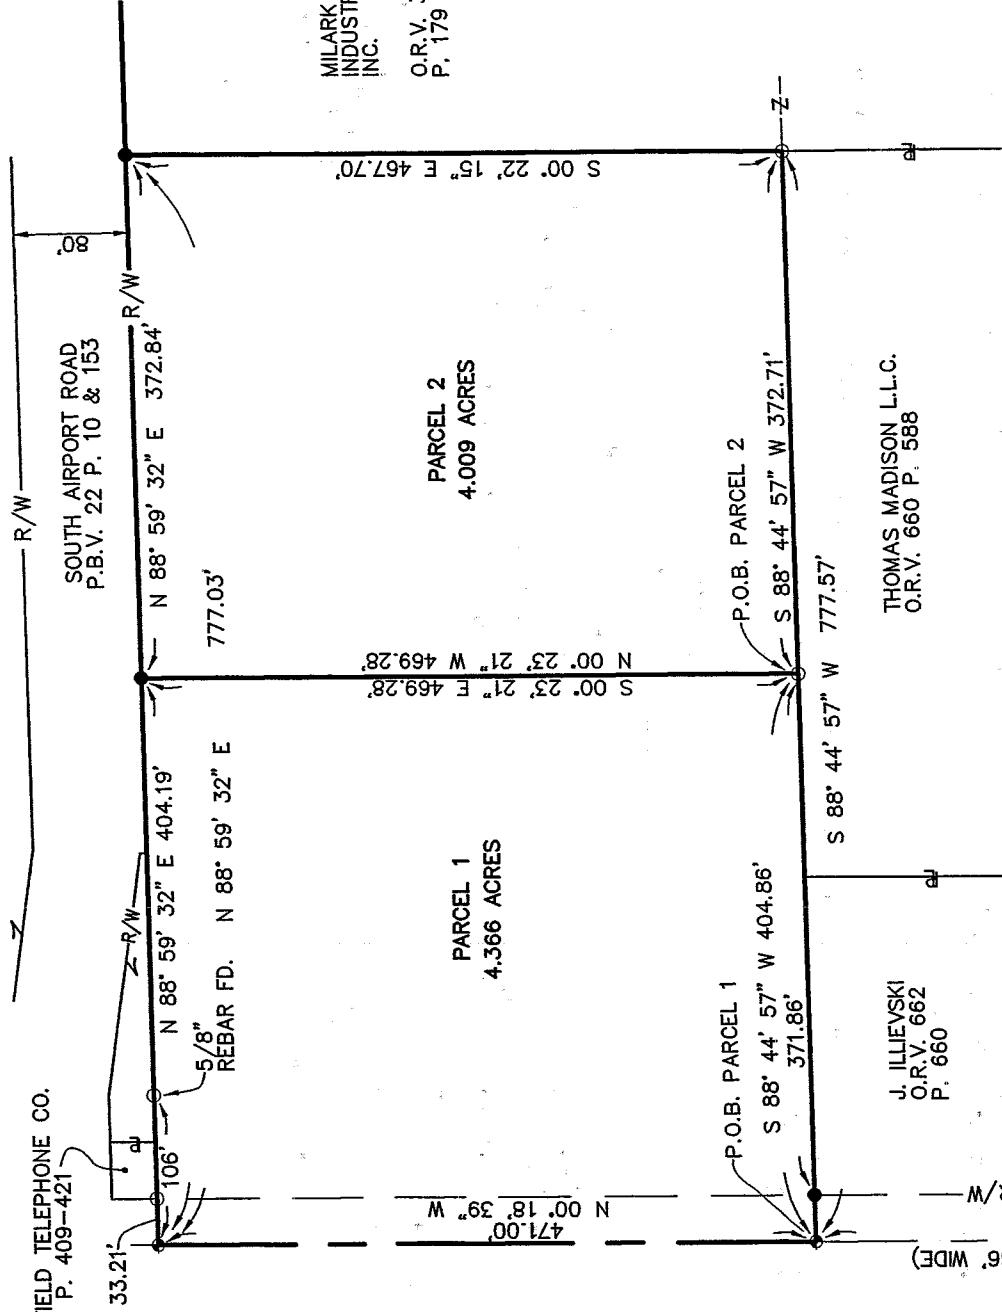 MILARK
INDUSTR
INC.
O.R.V.
P. 179
R/W
80'
SOUTH AIRPORT ROAD
P.B.V. 22 P. 10 & 153
R/W
N 88° 59' 32" E 372.84'
777.03'
S 00° 22' 15" E 467.70'
PARCEL 2
4.009 ACRES
N 00° 23' 21" W 469.28'
S 00° 23' 21" E 469.28'
P.O.B. PARCEL 2
S 88° 44' 57" W 372.71'
S 88° 44' 57" W 777.57'
THOMAS MADISON L.L.C.
O.R.V. 660 P. 588
R/W
N 88° 59' 32" E 404.19'
5/8"
REBAR FD. N 88° 59' 32" E
PARCEL 1
4.366 ACRES
P.O.B. PARCEL 1
S 88° 44' 57" W 404.86'
371.86'
J. ILLIEVSKI
O.R.V. 662
P. 660
IELD TELEPHONE CO.
P. 409-421
33.21'
106'
N 00° 18' 39" W
471.00'
/W
6' WIDE)